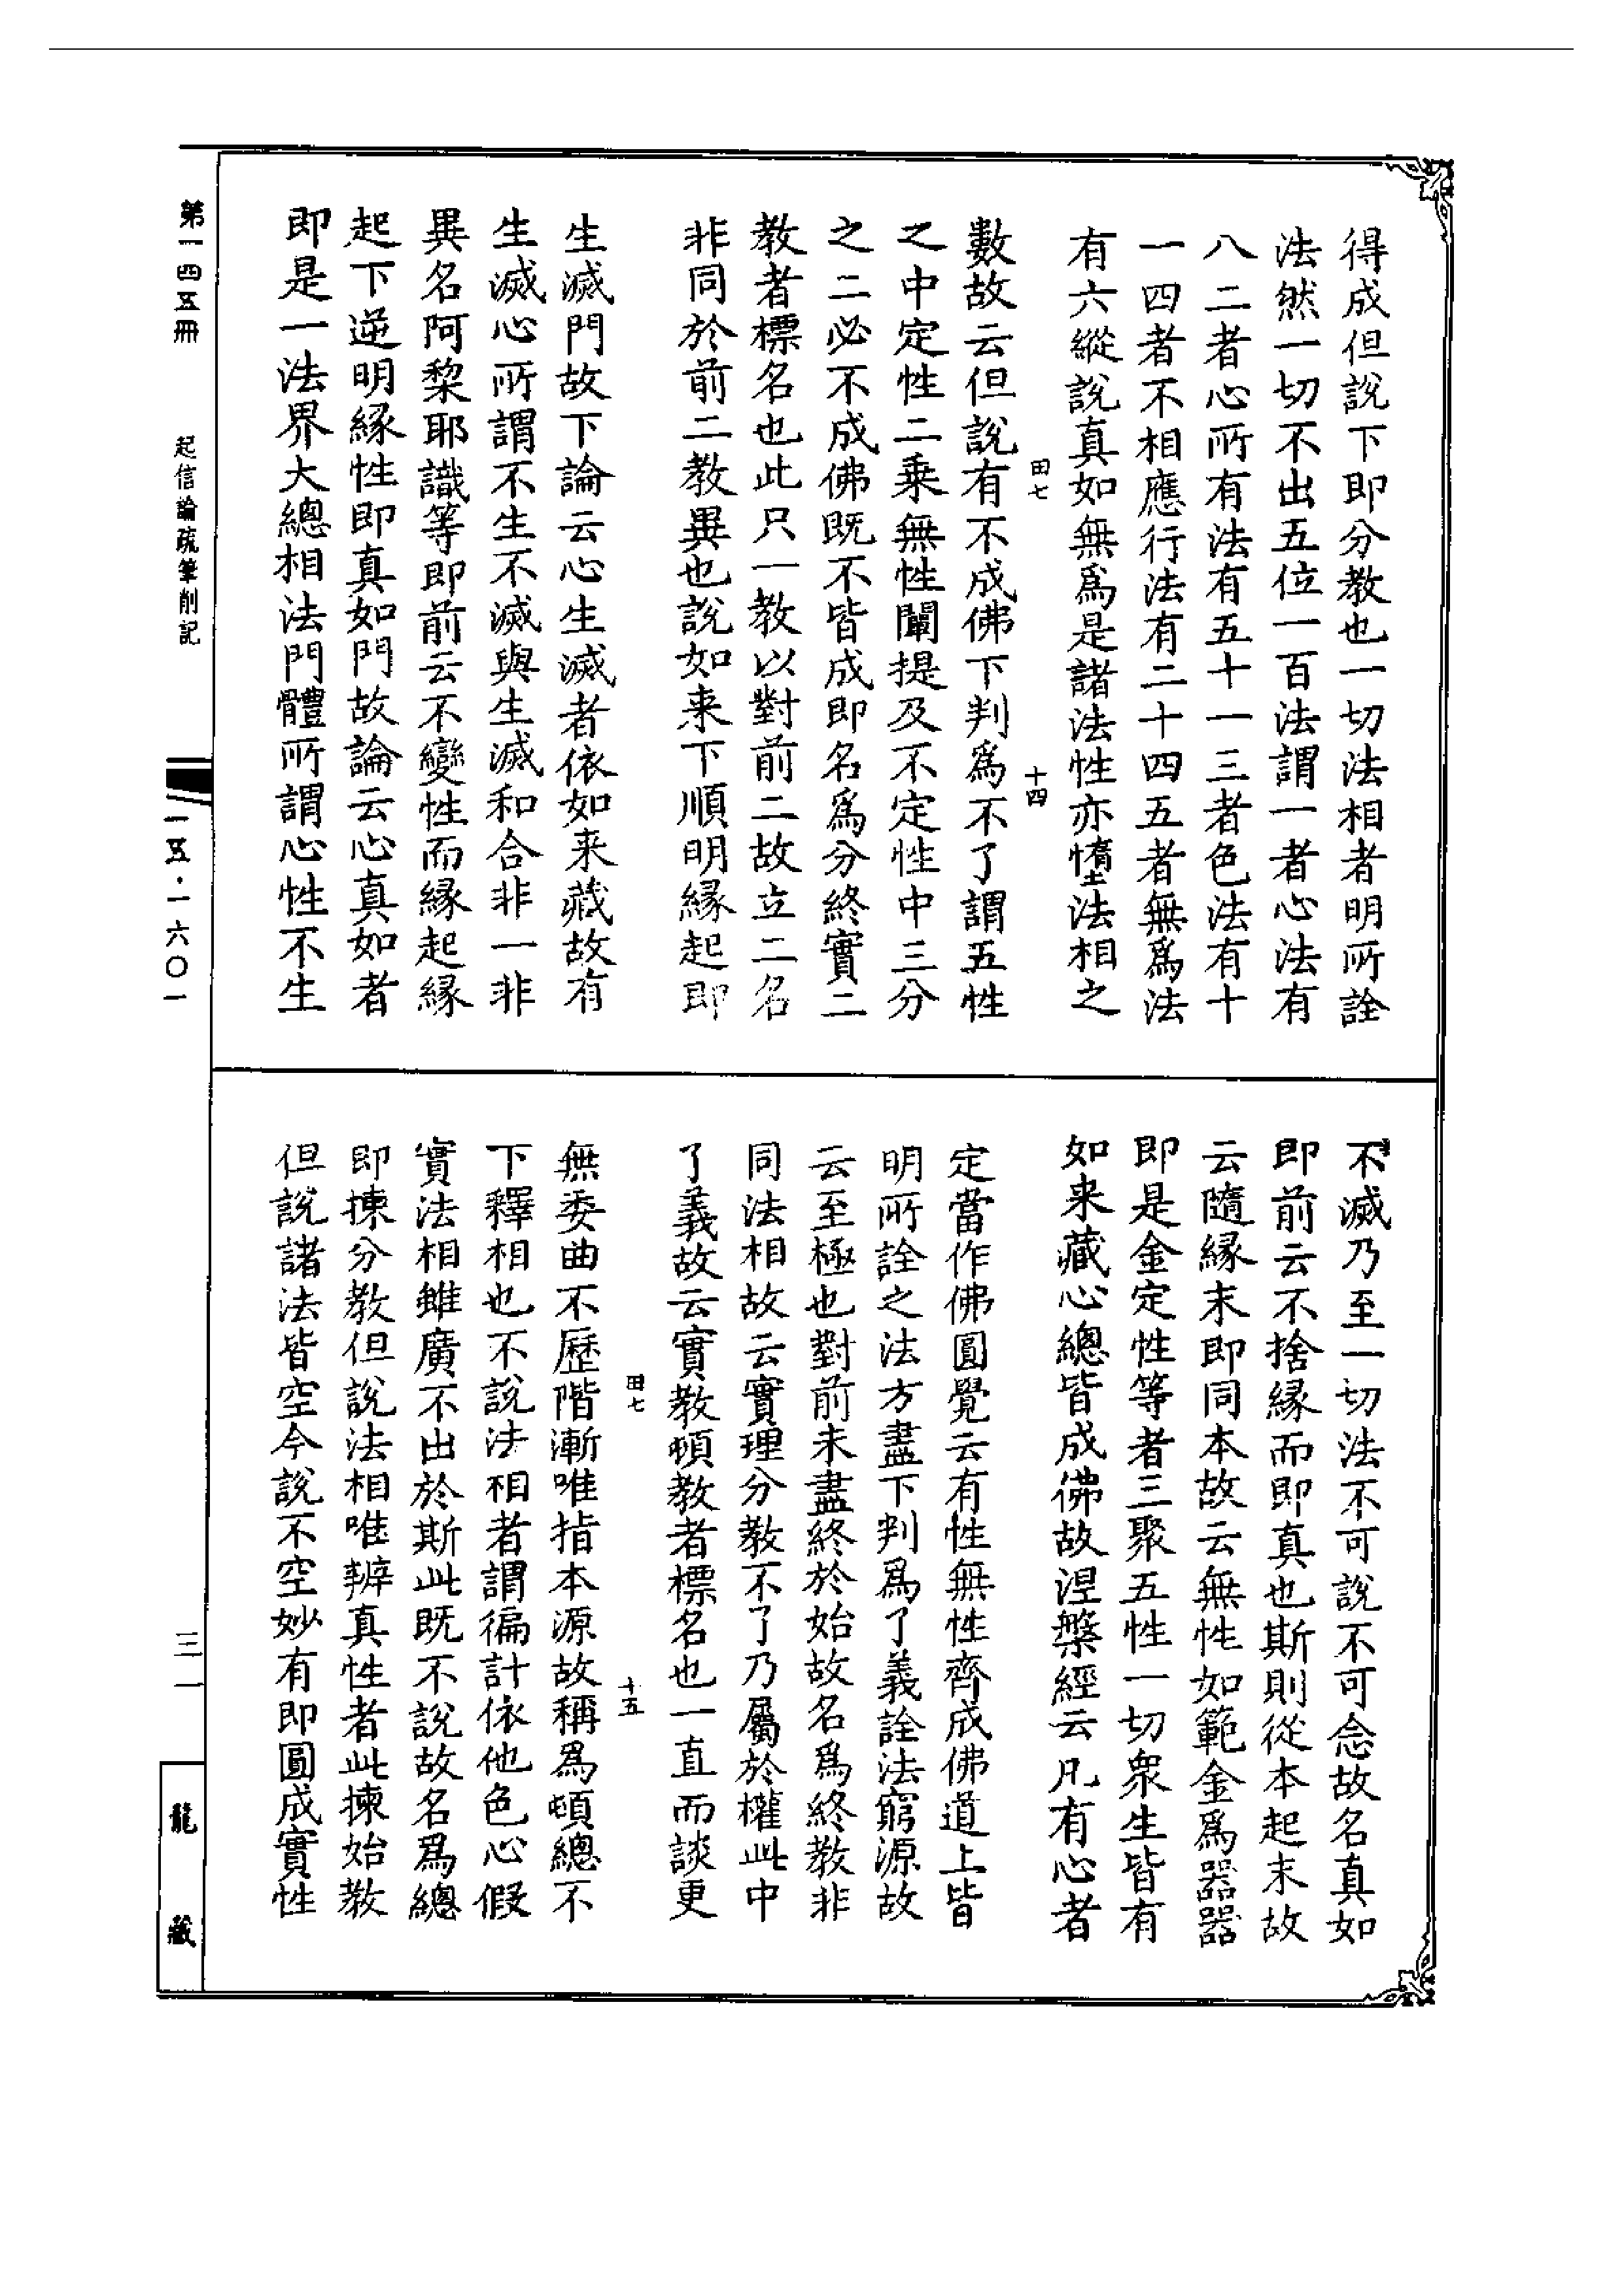 得成但說下即分教也一切法相者明所詮
法然一切不出五位一百法謂一者心法有
八二者心所有法有五十一三者色法有十
一四者不相應行法有二十四五者無爲法
有六縱說真如無爲是諸法性亦墮法相之
田七 十四
數故云但說有不成佛下判爲不了謂五性
之中定性二乗無性闡提及不定性中三分
之二必不成佛既不皆成即名爲分終實二
教者標名也此只一教以對前二故立二名
非同於前二教異也說如来下順明緣起即
生滅門故下論云心生滅者依如来藏故有
生滅心所謂不生不滅與生滅和合非一非
異名阿棃耶識等即前云不變性而緣起緣
起下逆明緣性即真如門故論云心真如者
即是一法界大總相法門體所謂心性不生
不滅乃至一切法不可說不可念故名真如
即前云不捨緣而即真也斯則從本起末故
云隨緣末即同本故云無性如範金爲器器
即是金定性等者三聚五性一切衆生皆有
如来藏心總皆成佛故涅槃經云凡有心者
定當作佛圓覺云有性無性齊成佛道上皆
明所詮之法方盡下判爲了義詮法窮源故
云至極也對前未盡終於始故名爲終教非
同法相故云實理分教不了乃屬於權此中
了義故云實教頓教者標名也一直而談更
田七 十五
無委曲不歷階漸唯指本源故稱爲頓總不
下釋相也不說法相者謂徧計依他色心假
實法相雖廣不出於斯此既不說故名爲總
即揀分教但說法相唯辨真性者此揀始教
但說諸法皆空今說不空妙有即圓成實性
第一四五冊 起信論疏筆削記 一五·一六〇一 三一 龍藏